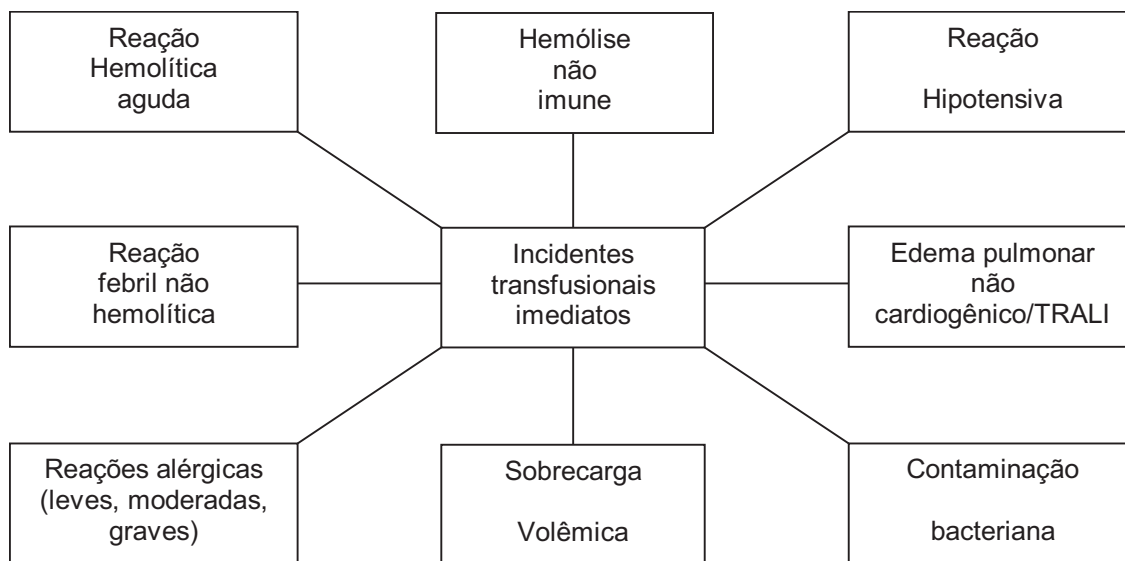 Reação
Hemolítica
aguda
Hemólise
não
imune
Reação
Hipotensiva
Reação
febril não
hemolítica
Incidentes
transfusionais
imediatos
Edema pulmonar
não
cardiogênico/TRALI
Reações alérgicas
(leves, moderadas,
graves)
Sobrecarga
Volêmica
Contaminação
bacteriana